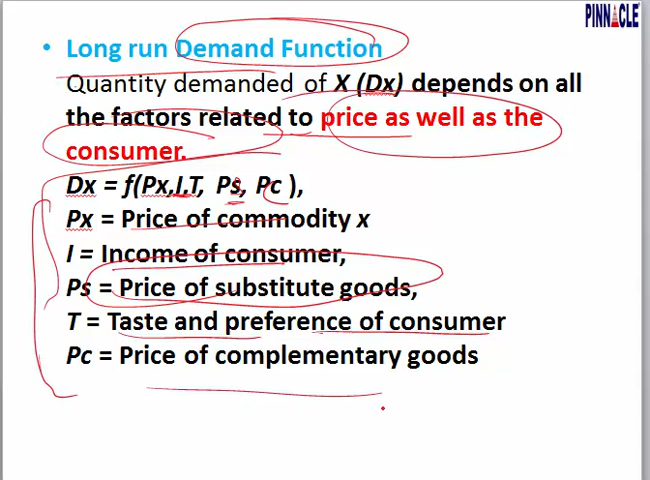 PINNACLE
• Long run Demand Function
Quantity demanded of X (Dx) depends on all
the factors related to price as well as the
consumer.
Dx = f(Px,I,T, Ps, Pc ),
Px = Price of commodity x
I = Income of consumer,
Ps = Price of substitute goods,
T = Taste and preference of consumer
Pc = Price of complementary goods